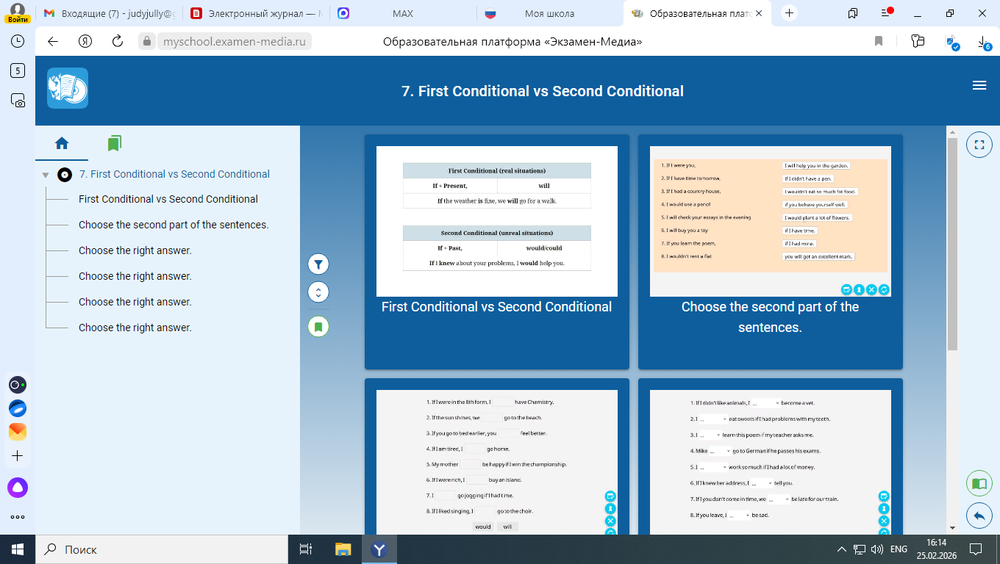 Входящие (7) - judyjully@g
Электронный журнал —
MAX
Моя школа
Образовательная платс
Войти
myschool.examen-media.ru
Образовательная платформа «Экзамен-Медиа»
6
5
7. First Conditional vs Second Conditional
7. First Conditional vs Second Conditional
First Conditional vs Second Conditional
Choose the second part of the sentences.
Choose the right answer.
Choose the right answer.
Choose the right answer.
Choose the right answer.
First Conditional (real situations)
If + Present, will
If the weather is fine, we will go for a walk.
Second Conditional (unreal situations)
If + Past, would/could
If I knew about your problems, I would help you.
First Conditional vs Second Conditional
1. If I were you, I will help you in the garden.
2. If I have time tomorrow, if I didn't have a pen.
3. If I had a country house, I wouldn't eat so much fat food.
4. I would use a pencil if you behave yourself well.
5. I will check your essays in the evening I would plant a lot of flowers.
6. I will buy you a toy if I have time.
7. If you learn the poem, if I had mine.
8. I wouldn't rent a flat you will get an excellent mark.
Choose the second part of the
sentences.
1. If I were in the 8th form, I have Chemistry.
2. If the sun shines, we go to the beach.
3. If you go to bed earlier, you feel better.
4. If I am tired, I go home.
5. My mother be happy if I win the championship.
6. If I were rich, I buy an island.
7. I go jogging if I had time.
8. If I liked singing, I go to the choir.
would will
1. If I didn't like animals, I ... become a vet.
2. I ... eat sweets if I had problems with my teeth.
3. I ... learn this poem if my teacher asks me.
4. Mike ... go to German if he passes his exams.
5. I ... work so much if I had a lot of money.
6. If I knew her address, I ... tell you.
7. If I you don't come in time, we ... be late for our train.
8. If you leave, I ... be sad.
Поиск
ENG
16:14
25.02.2026